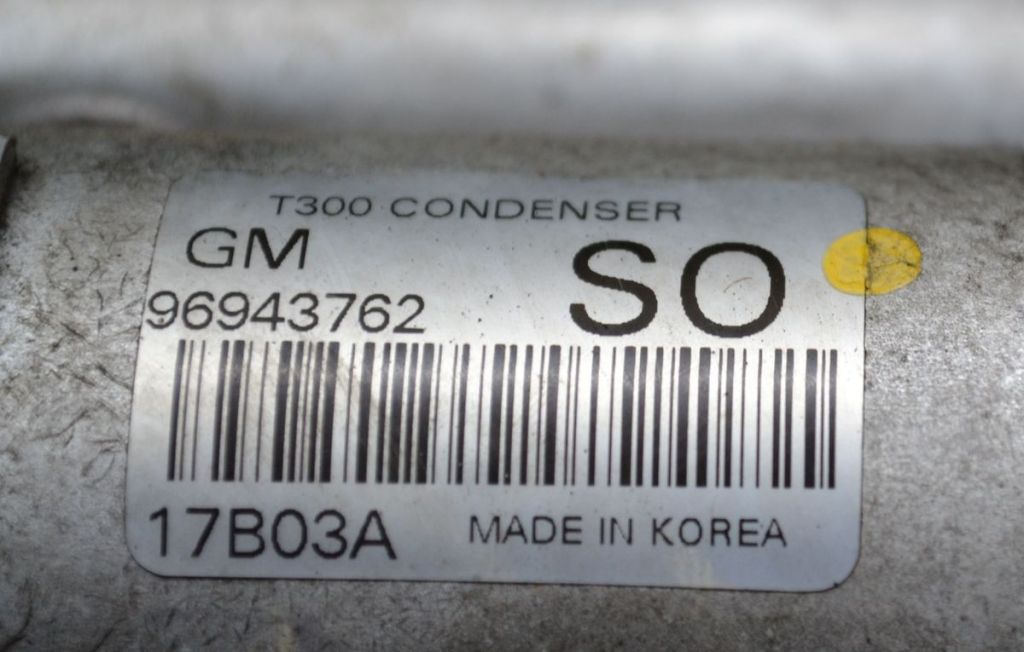 T300 CONDENSER
GM SO
96943762
17B03A MADE IN KOREA